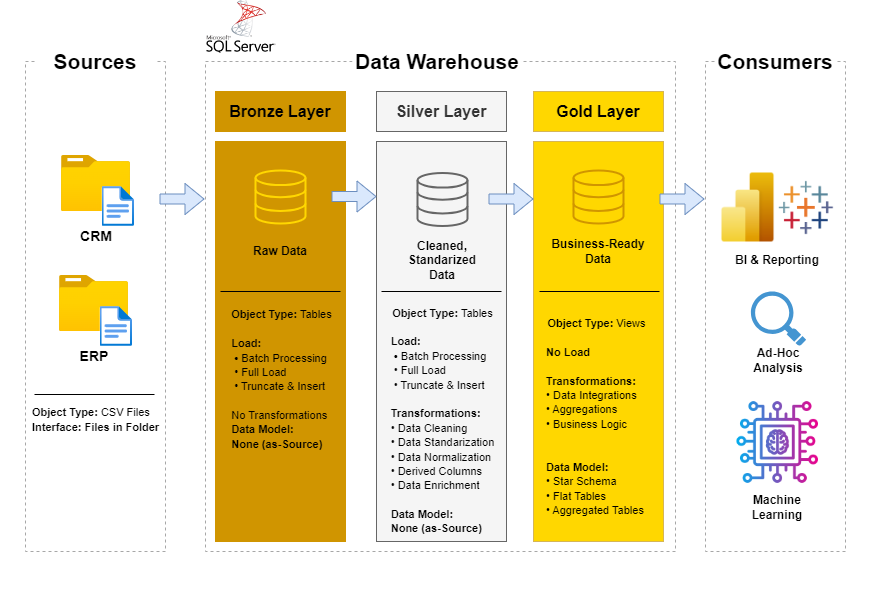 Microsoft
SQL Server
Sources
Data Warehouse
Consumers
Bronze Layer
Silver Layer
Gold Layer
CRM
ERP
Object Type: CSV Files
Interface: Files in Folder
Raw Data
Object Type: Tables
Load:
• Batch Processing
• Full Load
• Truncate & Insert
No Transformations
Data Model:
None (as-Source)
Cleaned,
Standarized
Data
Object Type: Tables
Load:
• Batch Processing
• Full Load
• Truncate & Insert
Transformations:
• Data Cleaning
• Data Standarization
• Data Normalization
• Derived Columns
• Data Enrichment
Data Model:
None (as-Source)
Business-Ready
Data
Object Type: Views
No Load
Transformations:
• Data Integrations
• Aggregations
• Business Logic
Data Model:
• Star Schema
• Flat Tables
• Aggregated Tables
BI & Reporting
Ad-Hoc
Analysis
Machine
Learning